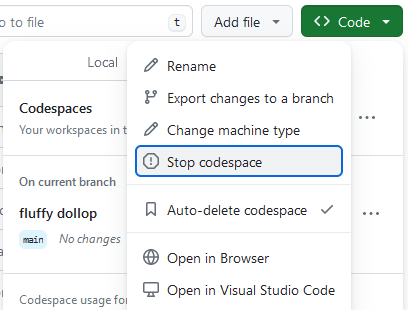 o to file
t
Add file
Code
Local
Rename
Codespaces
Export changes to a branch
Your workspaces in t
Change machine type
Stop codespace
On current branch
Auto-delete codespace
fluffy dollop
main
No changes
Open in Browser
Open in Visual Studio Code
Codespace usage for